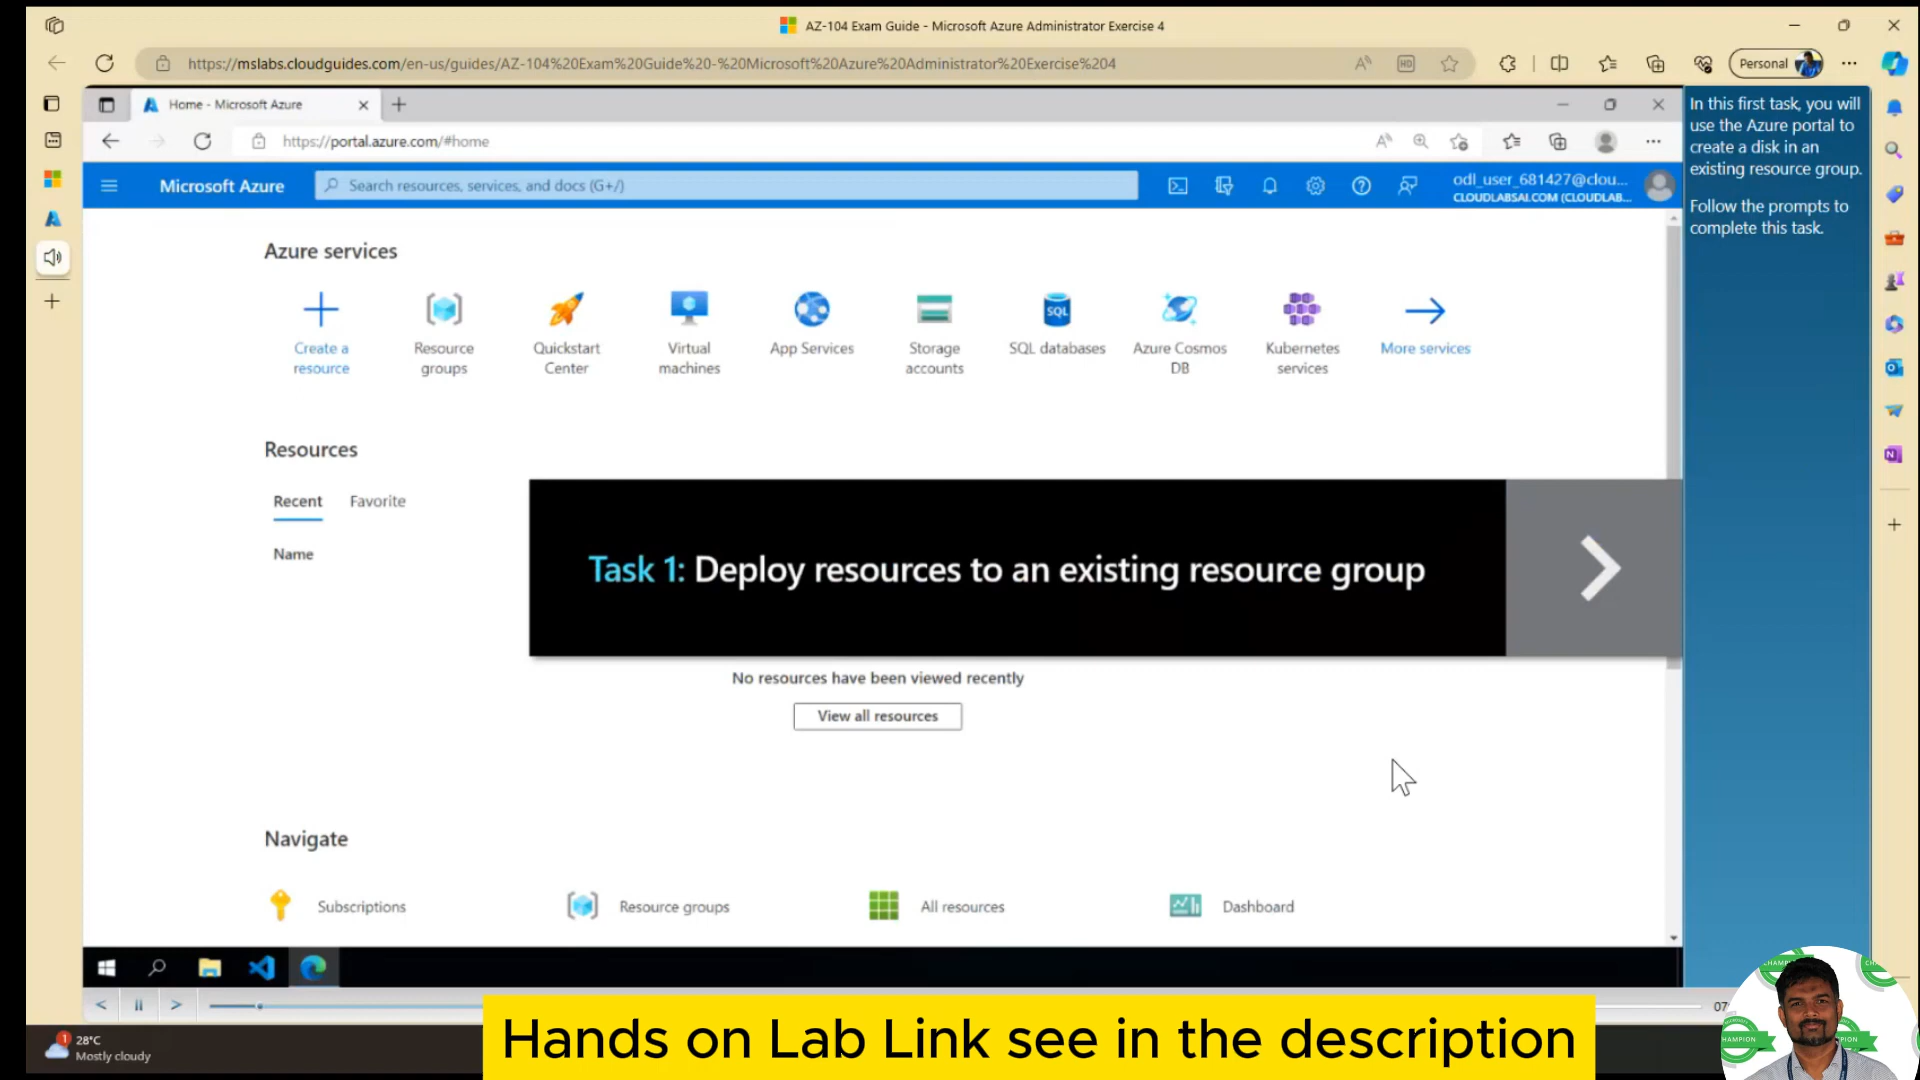 AZ-104 Exam Guide - Microsoft Azure Administrator Exercise 4
https://mslabs.cloudguides.com/en-us/guides/AZ-104%20Exam%20Guide%20-%20Microsoft%20Azure%20Administrator%20Exercise%204
Personal
Home - Microsoft Azure
https://portal.azure.com/#home
Microsoft Azure
Search resources, services, and docs (G+/)
odl_user_681427@clou...
CLOUDLABSAI.COM (CLOUDLAB...
In this first task, you will
use the Azure portal to
create a disk in an
existing resource group.
Follow the prompts to
complete this task.
Azure services
Create a
resource
Resource
groups
Quickstart
Center
Virtual
machines
App Services
Storage
accounts
SQL
SQL databases
Azure Cosmos
DB
Kubernetes
services
More services
Resources
Recent
Favorite
Name
Task 1: Deploy resources to an existing resource group
No resources have been viewed recently
View all resources
Navigate
Subscriptions
Resource groups
All resources
Dashboard
Hands on Lab Link see in the description
1
28°C
Mostly cloudy
CHAMPION